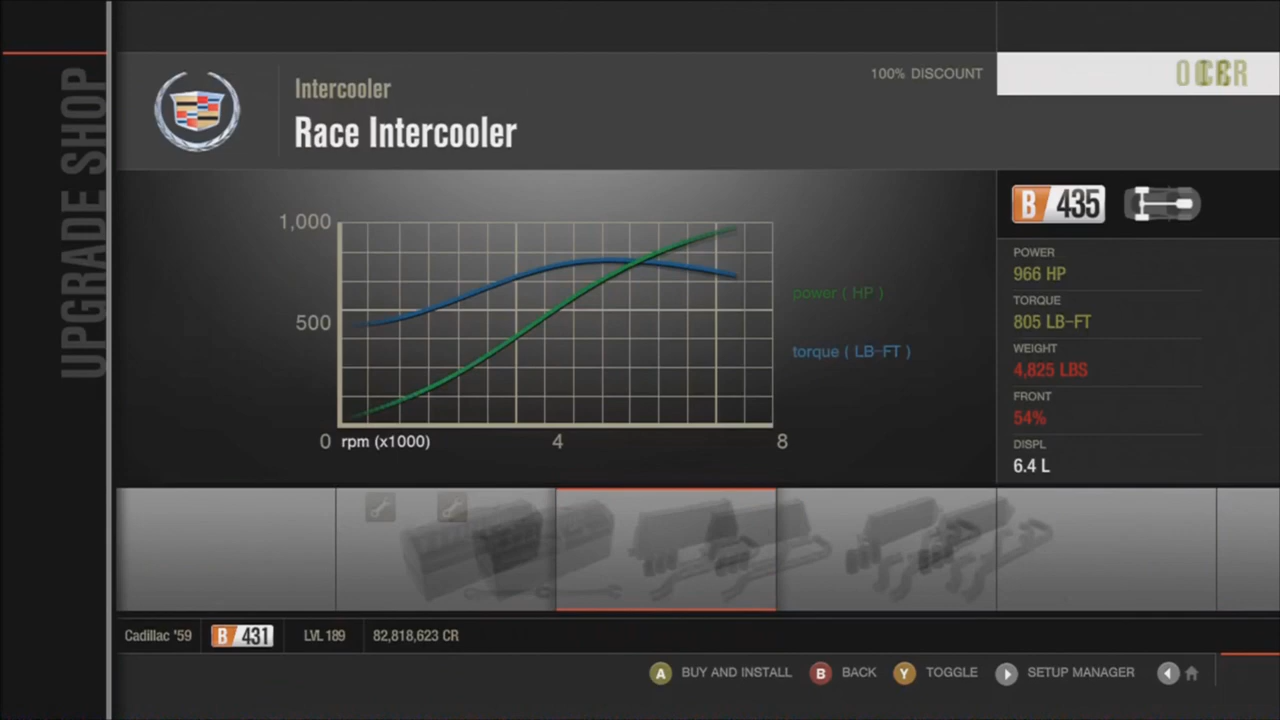 UPGRADE SHOP
Intercooler
Race Intercooler
100% DISCOUNT
B 435
1,000
500
0
rpm (x1000)
4
8
power ( HP )
torque ( LB-FT )
POWER
966 HP
TORQUE
805 LB-FT
WEIGHT
4,825 LBS
FRONT
54%
DISPL
6.4 L
Cadillac '59
B 431
LVL 189
82,818,623 CR
A BUY AND INSTALL
B BACK
Y TOGGLE
SETUP MANAGER